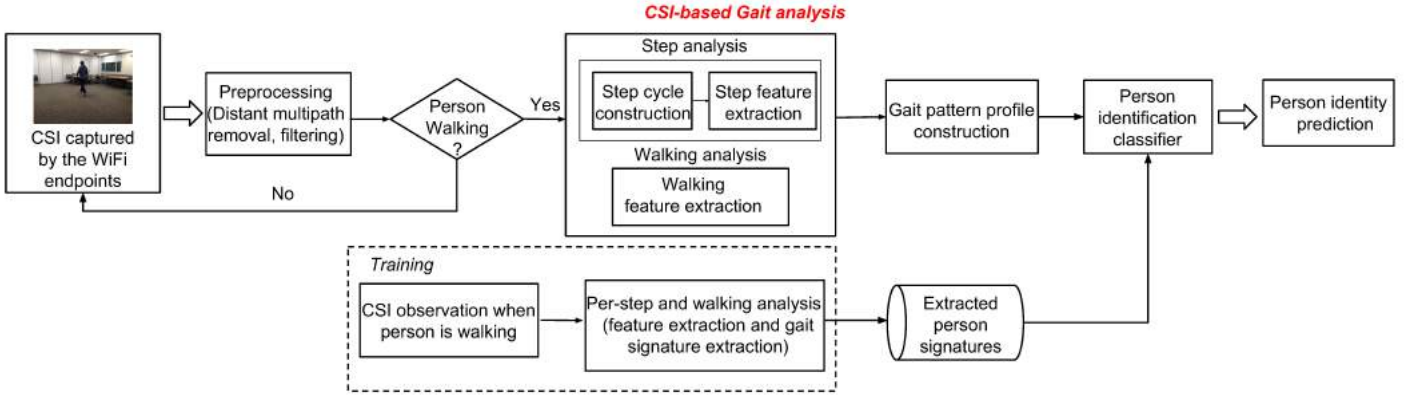 CSI-based Gait analysis
CSI captured
by the WiFi
endpoints
Preprocessing
(Distant multipath
removal, filtering)
Person
Walking
?
Yes
No
Step analysis
Step cycle
construction
Step feature
extraction
Walking analysis
Walking
feature extraction
Gait pattern profile
construction
Person
identification
classifier
Person identity
prediction
Training
CSI observation when
person is walking
Per-step and walking analysis
(feature extraction and gait
signature extraction)
Extracted
person
signatures